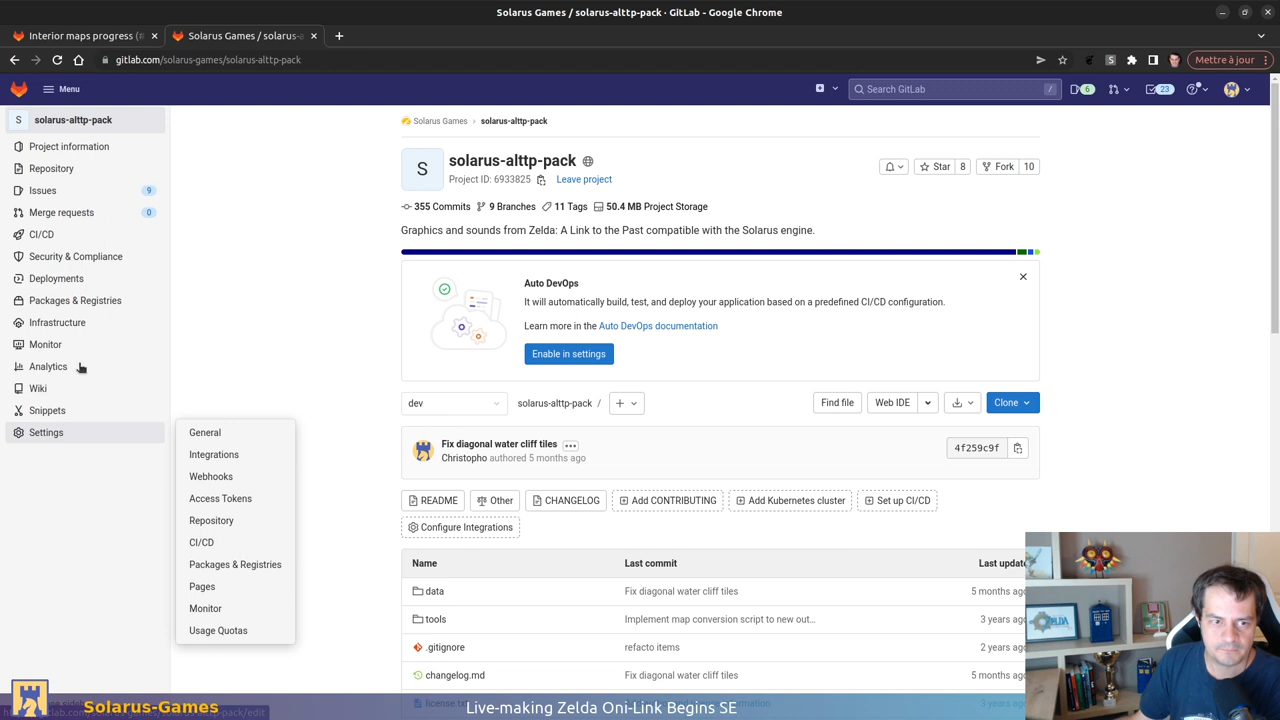 Solarus Games / solarus-alttp-pack · GitLab - Google Chrome
Interior maps progress (#
Solarus Games / solarus-a
gitlab.com/solarus-games/solarus-alttp-pack
Mettre à jour
Menu
Search GitLab
/
6
23
S
solarus-alttp-pack
Project information
Repository
Issues
9
Merge requests
0
CI/CD
Security & Compliance
Deployments
Packages & Registries
Infrastructure
Monitor
Analytics
Wiki
Snippets
Settings
General
Integrations
Webhooks
Access Tokens
Repository
CI/CD
Packages & Registries
Pages
Monitor
Usage Quotas
Solarus Games › solarus-alttp-pack
S
solarus-alttp-pack
Project ID: 6933825
Leave project
Star
8
Fork
10
355 Commits
9 Branches
11 Tags
50.4 MB Project Storage
Graphics and sounds from Zelda: A Link to the Past compatible with the Solarus engine.
Auto DevOps
It will automatically build, test, and deploy your application based on a predefined CI/CD configuration.
Learn more in the Auto DevOps documentation
Enable in settings
dev
solarus-alttp-pack /
Find file
Web IDE
Clone
Fix diagonal water cliff tiles
Christopho authored 5 months ago
4f259c9f
README
Other
CHANGELOG
Add CONTRIBUTING
Add Kubernetes cluster
Set up CI/CD
Configure Integrations
Name
Last commit
Last update
data
Fix diagonal water cliff tiles
5 months ago
tools
Implement map conversion script to new out...
3 years ago
.gitignore
refacto items
2 years ago
changelog.md
Fix diagonal water cliff tiles
5 months ago
Solarus-Games
Live-making Zelda Oni-Link Begins SE